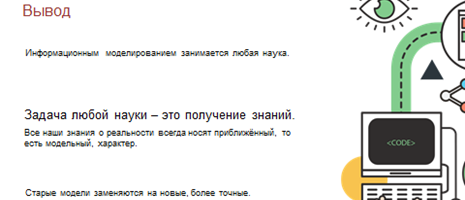 Вывод
Информационным моделированием занимается любая наука.
Задача любой науки – это получение знаний.
Все наши знания о реальности всегда носят приближённый, то
есть модельный, характер.
<CODE>
Старые модели заменяются на новые, более точные.